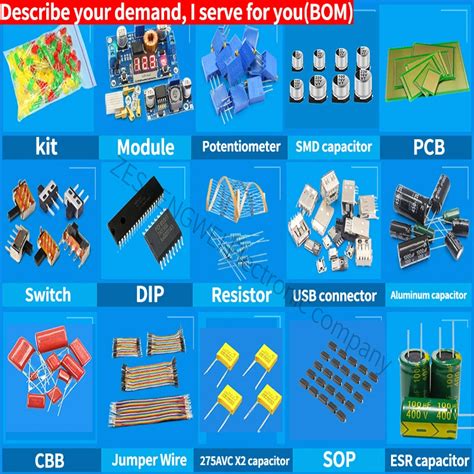 Describe your demand, I serve for you(BOM)
kit
Module
Potentiometer
SMD capacitor
PCB
Switch
DIP
Resistor
USB connector
Aluminum capacitor
CBB
Jumper Wire
275AVC X2 capacitor
SOP
ESR capacitor